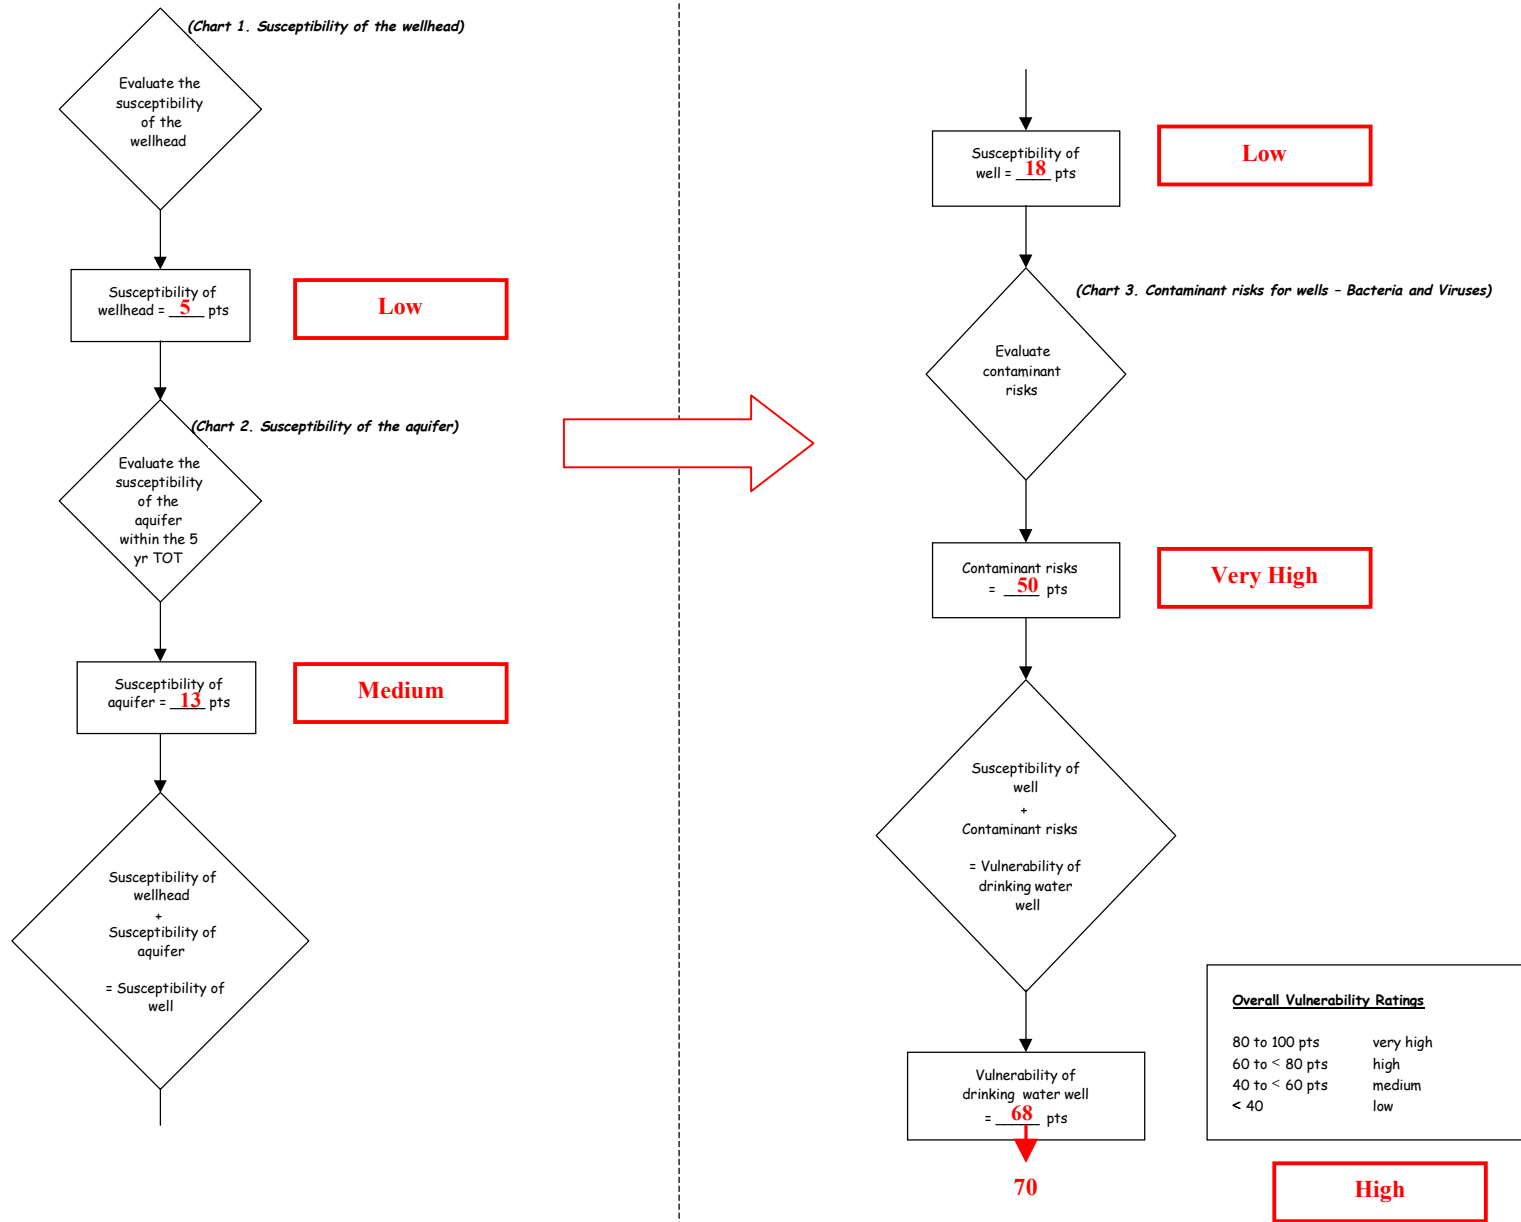 (Chart 1. Susceptibility of the wellhead)
Evaluate the
susceptibility
of the
wellhead
Susceptibility of
wellhead = 5 pts
Low
(Chart 2. Susceptibility of the aquifer)
Evaluate the
susceptibility
of the
aquifer
within the 5
yr TOT
Susceptibility of
aquifer = 13 pts
Medium
Susceptibility of
wellhead
+
Susceptibility of
aquifer
= Susceptibility of
well
Susceptibility of
well = 18 pts
Low
(Chart 3. Contaminant risks for wells – Bacteria and Viruses)
Evaluate
contaminant
risks
Contaminant risks
= 50 pts
Very High
Susceptibility of
well
+
Contaminant risks
= Vulnerability of
drinking water
well
Vulnerability of
drinking water well
= 68 pts
70
Overall Vulnerability Ratings
80 to 100 pts very high
60 to < 80 pts high
40 to < 60 pts medium
< 40 low
High